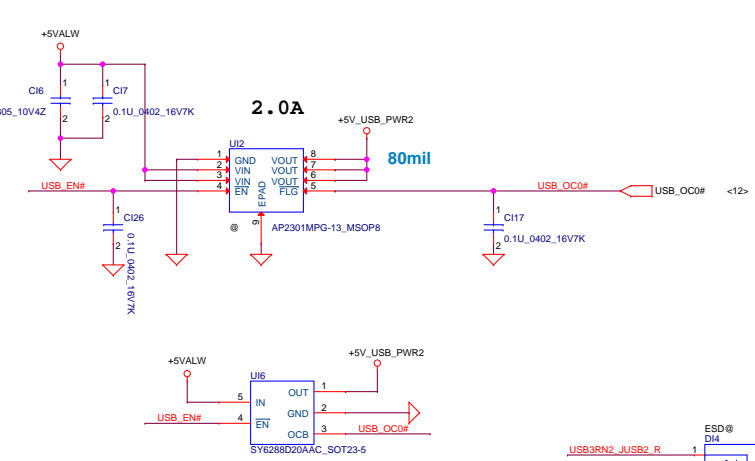 +5VALW
CI6
1
2
805_10V4Z
CI7
1
2
0.1U_0402_16V7K
2.0A
+5V_USB_PWR2
80mil
UI2
1 GND VOUT 8
2 VIN VOUT 7
3 VIN VOUT 6
4 EN FLG 5
EPAD
9
@ AP2301MPG-13_MSOP8
USB_EN#
1
CI26
2
0.1U_0402_16V7K
USB_OC0#
USB_OC0# <12>
1
CI17
2
0.1U_0402_16V7K
+5VALW
+5V_USB_PWR2
UI6
5 IN OUT 1
GND 2
USB_EN# 4 EN
OCB 3 USB_OC0#
SY6288D20AAC_SOT23-5
ESD@
DI4
USB3RN2_JUSB2_R 1